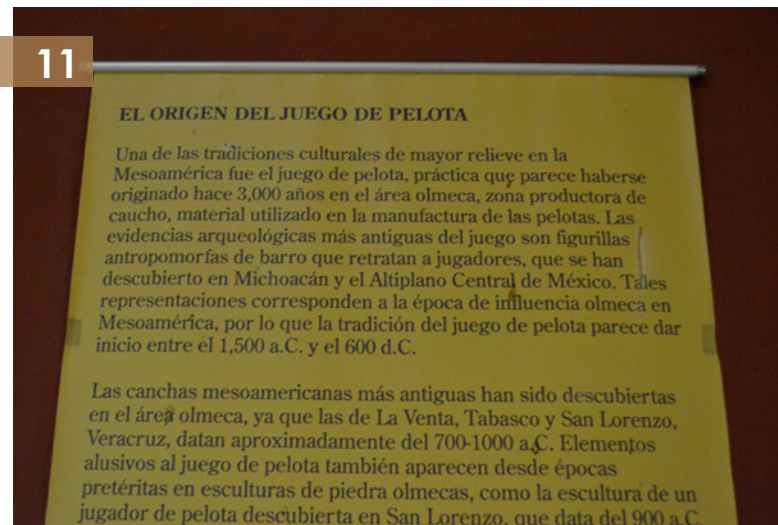 11
EL ORIGEN DEL JUEGO DE PELOTA
Una de las tradiciones culturales de mayor relieve en la
Mesoamérica fue el juego de pelota, práctica que parece haberse
originado hace 3,000 años en el área olmeca, zona productora de
caucho, material utilizado en la manufactura de las pelotas. Las
evidencias arqueológicas más antiguas del juego son figurillas
antropomorfas de barro que retratan a jugadores, que se han
descubierto en Michoacán y el Altiplano Central de México. Tales
representaciones corresponden a la época de influencia olmeca en
Mesoamérica, por lo que la tradición del juego de pelota parece dar
inicio entre el 1,500 a.C. y el 600 d.C.
Las canchas mesoamericanas más antiguas han sido descubiertas
en el área olmeca, ya que las de La Venta, Tabasco y San Lorenzo,
Veracruz, datan aproximadamente del 700-1000 a.C. Elementos
alusivos al juego de pelota también aparecen desde épocas
pretéritas en esculturas de piedra olmecas, como la escultura de un
jugador de pelota descubierta en San Lorenzo, que data del 900 a.C.